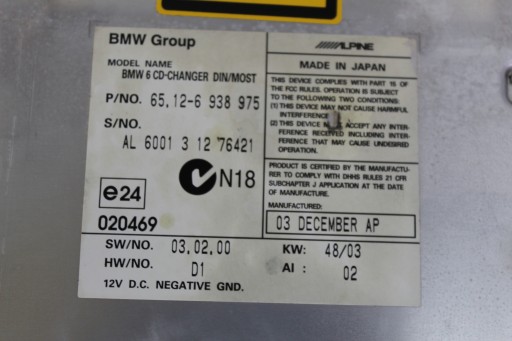 BMW Group
MODEL NAME
BMW 6 CD-CHANGER DIN/MOST
P/NO. 65.12-6 938 975
S/NO.
AL 6001 3 12 76421
N18
e24
020469
ALPINE
MADE IN JAPAN
THIS DEVICE COMPLIES WITH PART 15 OF
THE FCC RULES. OPERATION IS SUBJECT
TO THE FOLLOWING TWO CONDITIONS:
(1) THIS DEVICE MAY NOT CAUSE HARMFUL
INTERFERENCE
(2) THIS DEVICE ACCEPT ANY INTER-
FERENCE RECEIVED INCLUDING INTER-
FERENCE THAT MAY CAUSE UNDESIRED
OPERATION.
PRODUCT IS CERTIFIED BY THE MANUFACTU-
RER TO COMPLY WITH DHHS RULES 21 CFR
SUBCHAPTER J APPLICATION AT THE DATE
OF MANUFACTURE.
MANUFACTURED:
03 DECEMBER AP
SW/NO. 03.02.00 KW: 48/03
HW/NO. D1 AI : 02
12V D.C. NEGATIVE GND.